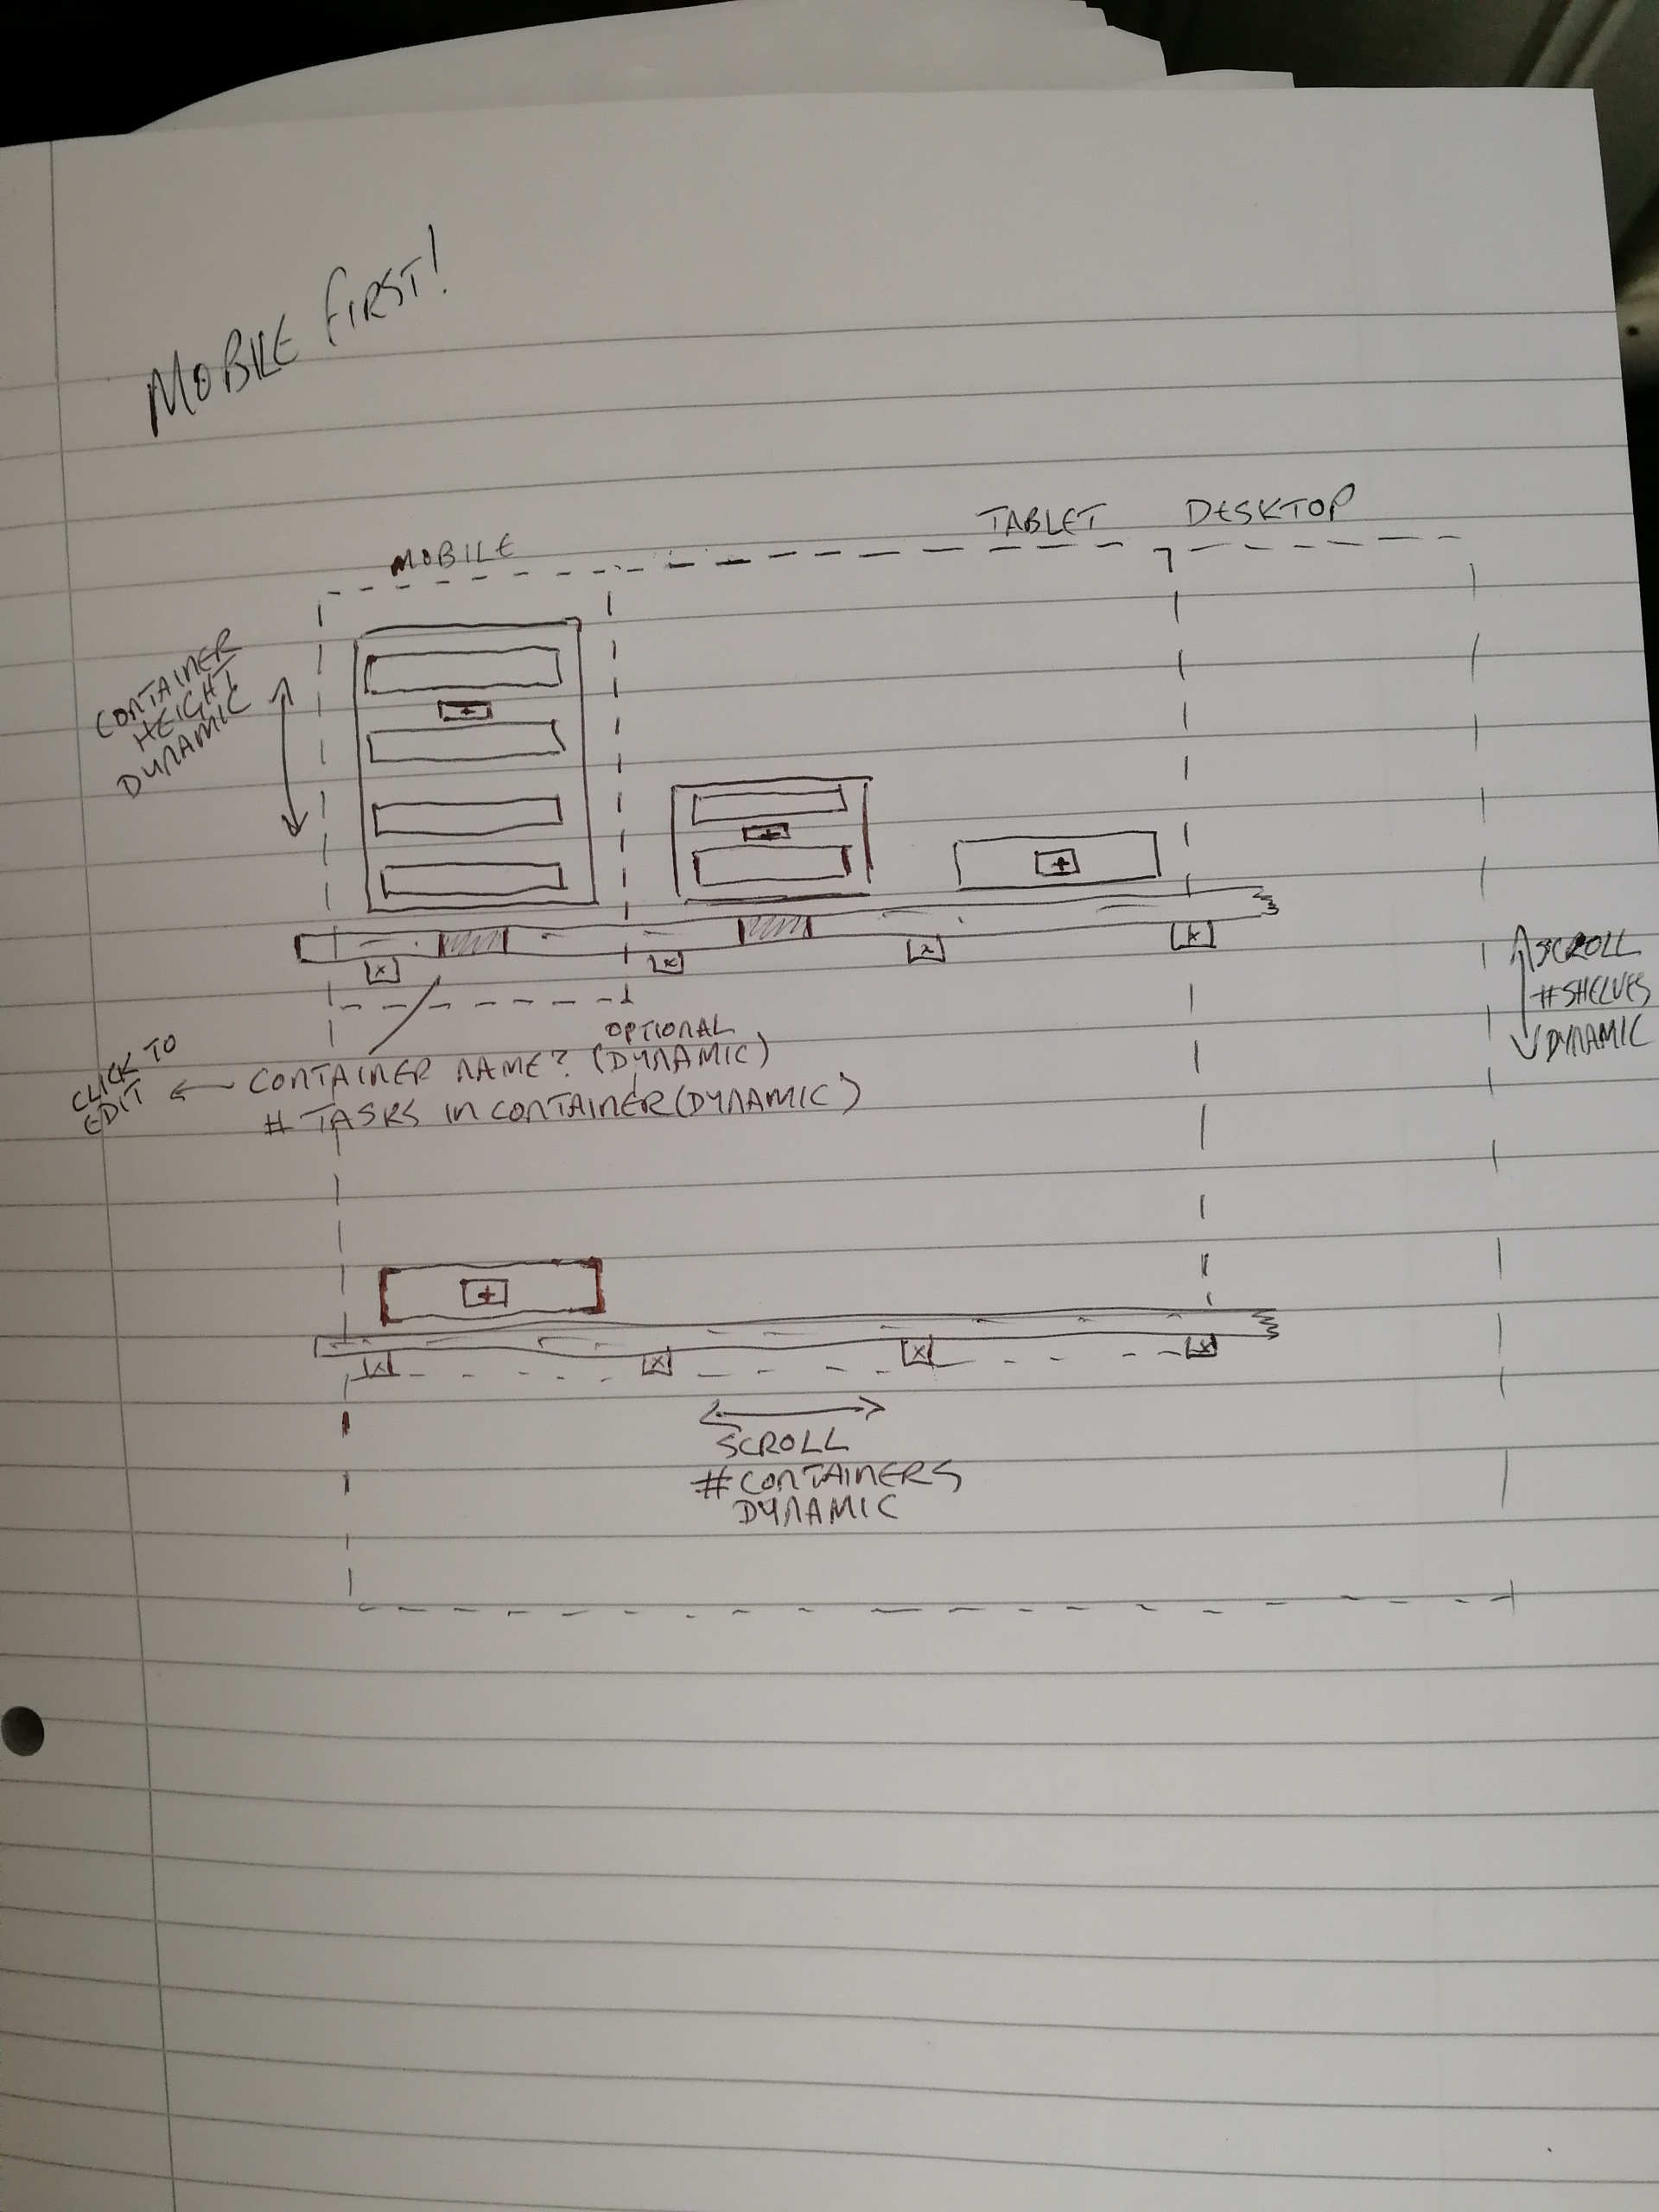 MOBILE FIRST!
MOBILE
TABLET
DESKTOP
CONTAINER
HEIGHT
DYNAMIC
+
+
+
x
x
x
x
SCROLL
#SHELVES
DYNAMIC
CLICK TO
EDIT
OPTIONAL
CONTAINER NAME? (DYNAMIC)
# TASKS IN CONTAINER (DYNAMIC)
+
x
x
x
x
SCROLL
#CONTAINERS
DYNAMIC